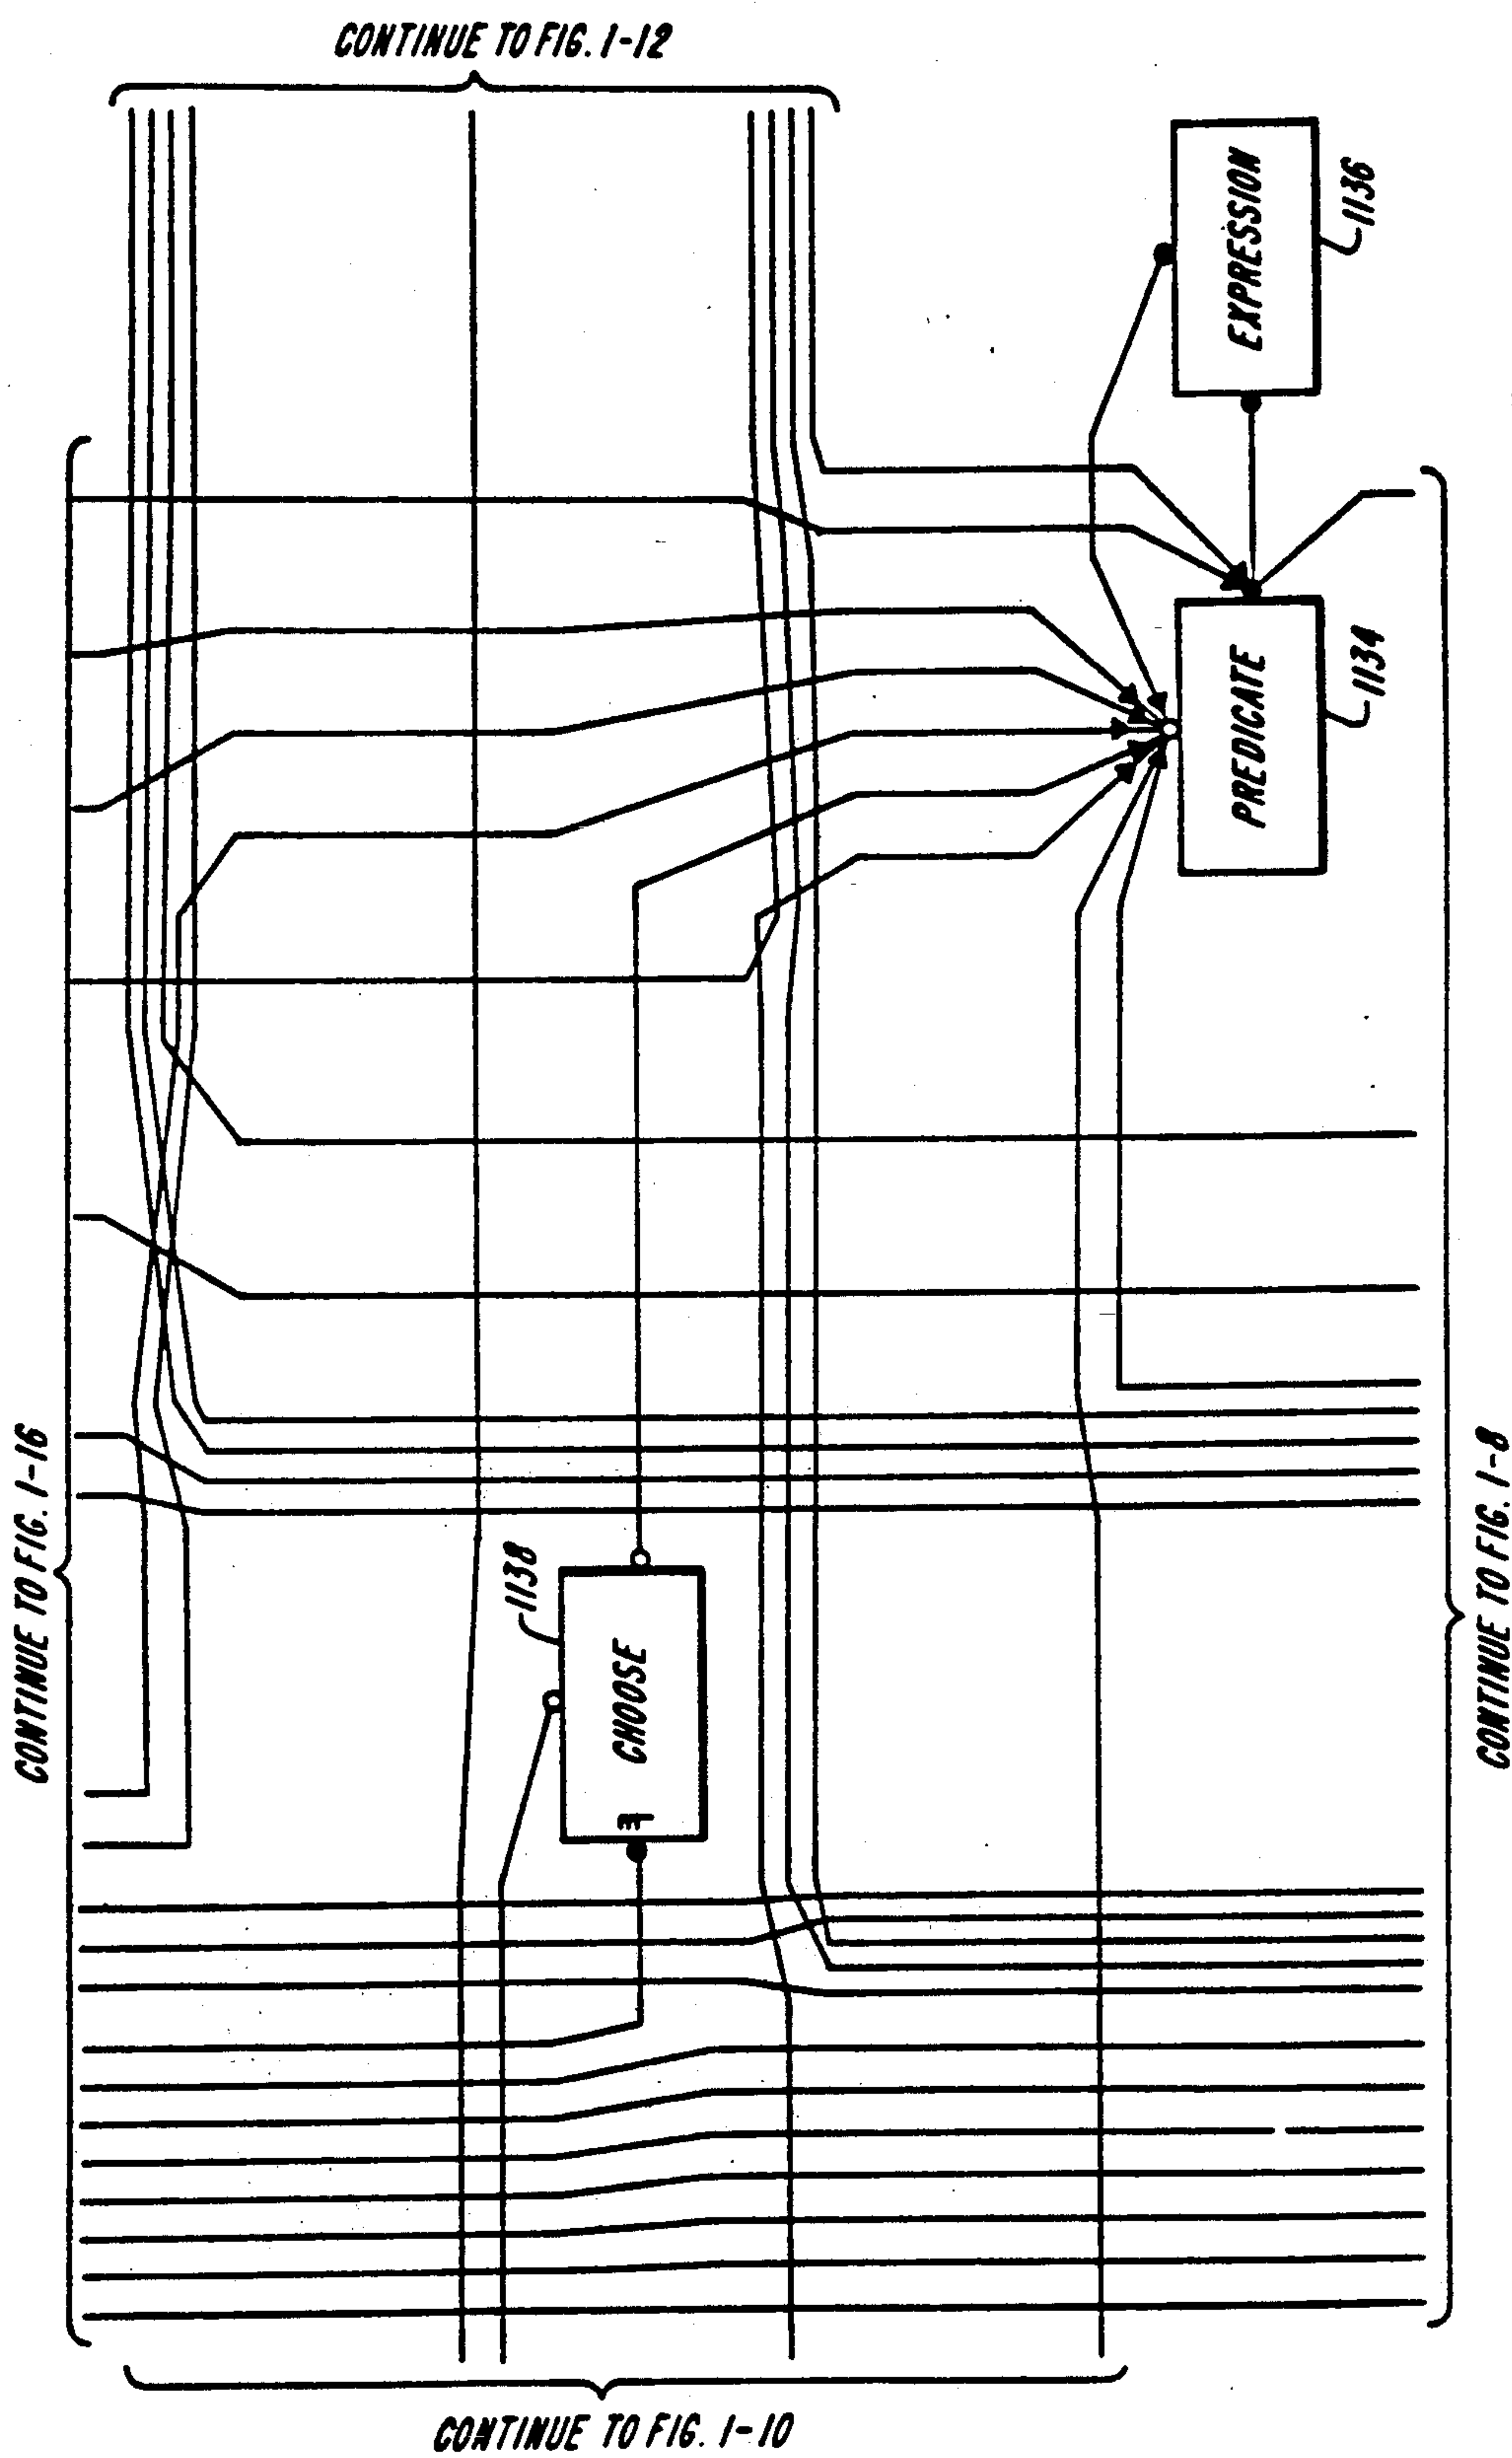 CONTINUE TO FIG. 1-12
EXPRESSION
1136
PREDICATE
1134
CONTINUE TO FIG. 1-16
1138
CHOOSE
CONTINUE TO FIG. 1-8
CONTINUE TO FIG. 1-10